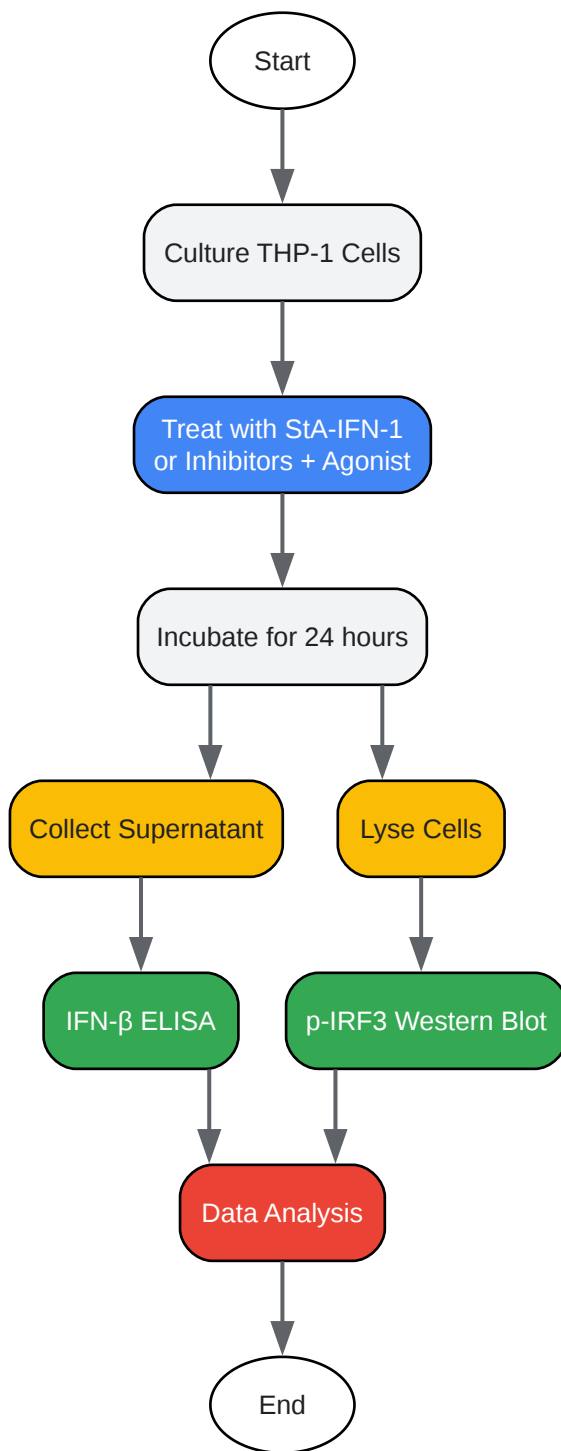 Start
Culture THP-1 Cells
Treat with StA-IFN-1
or Inhibitors + Agonist
Incubate for 24 hours
Collect Supernatant
Lyse Cells
IFN-β ELISA
p-IRF3 Western Blot
Data Analysis
End